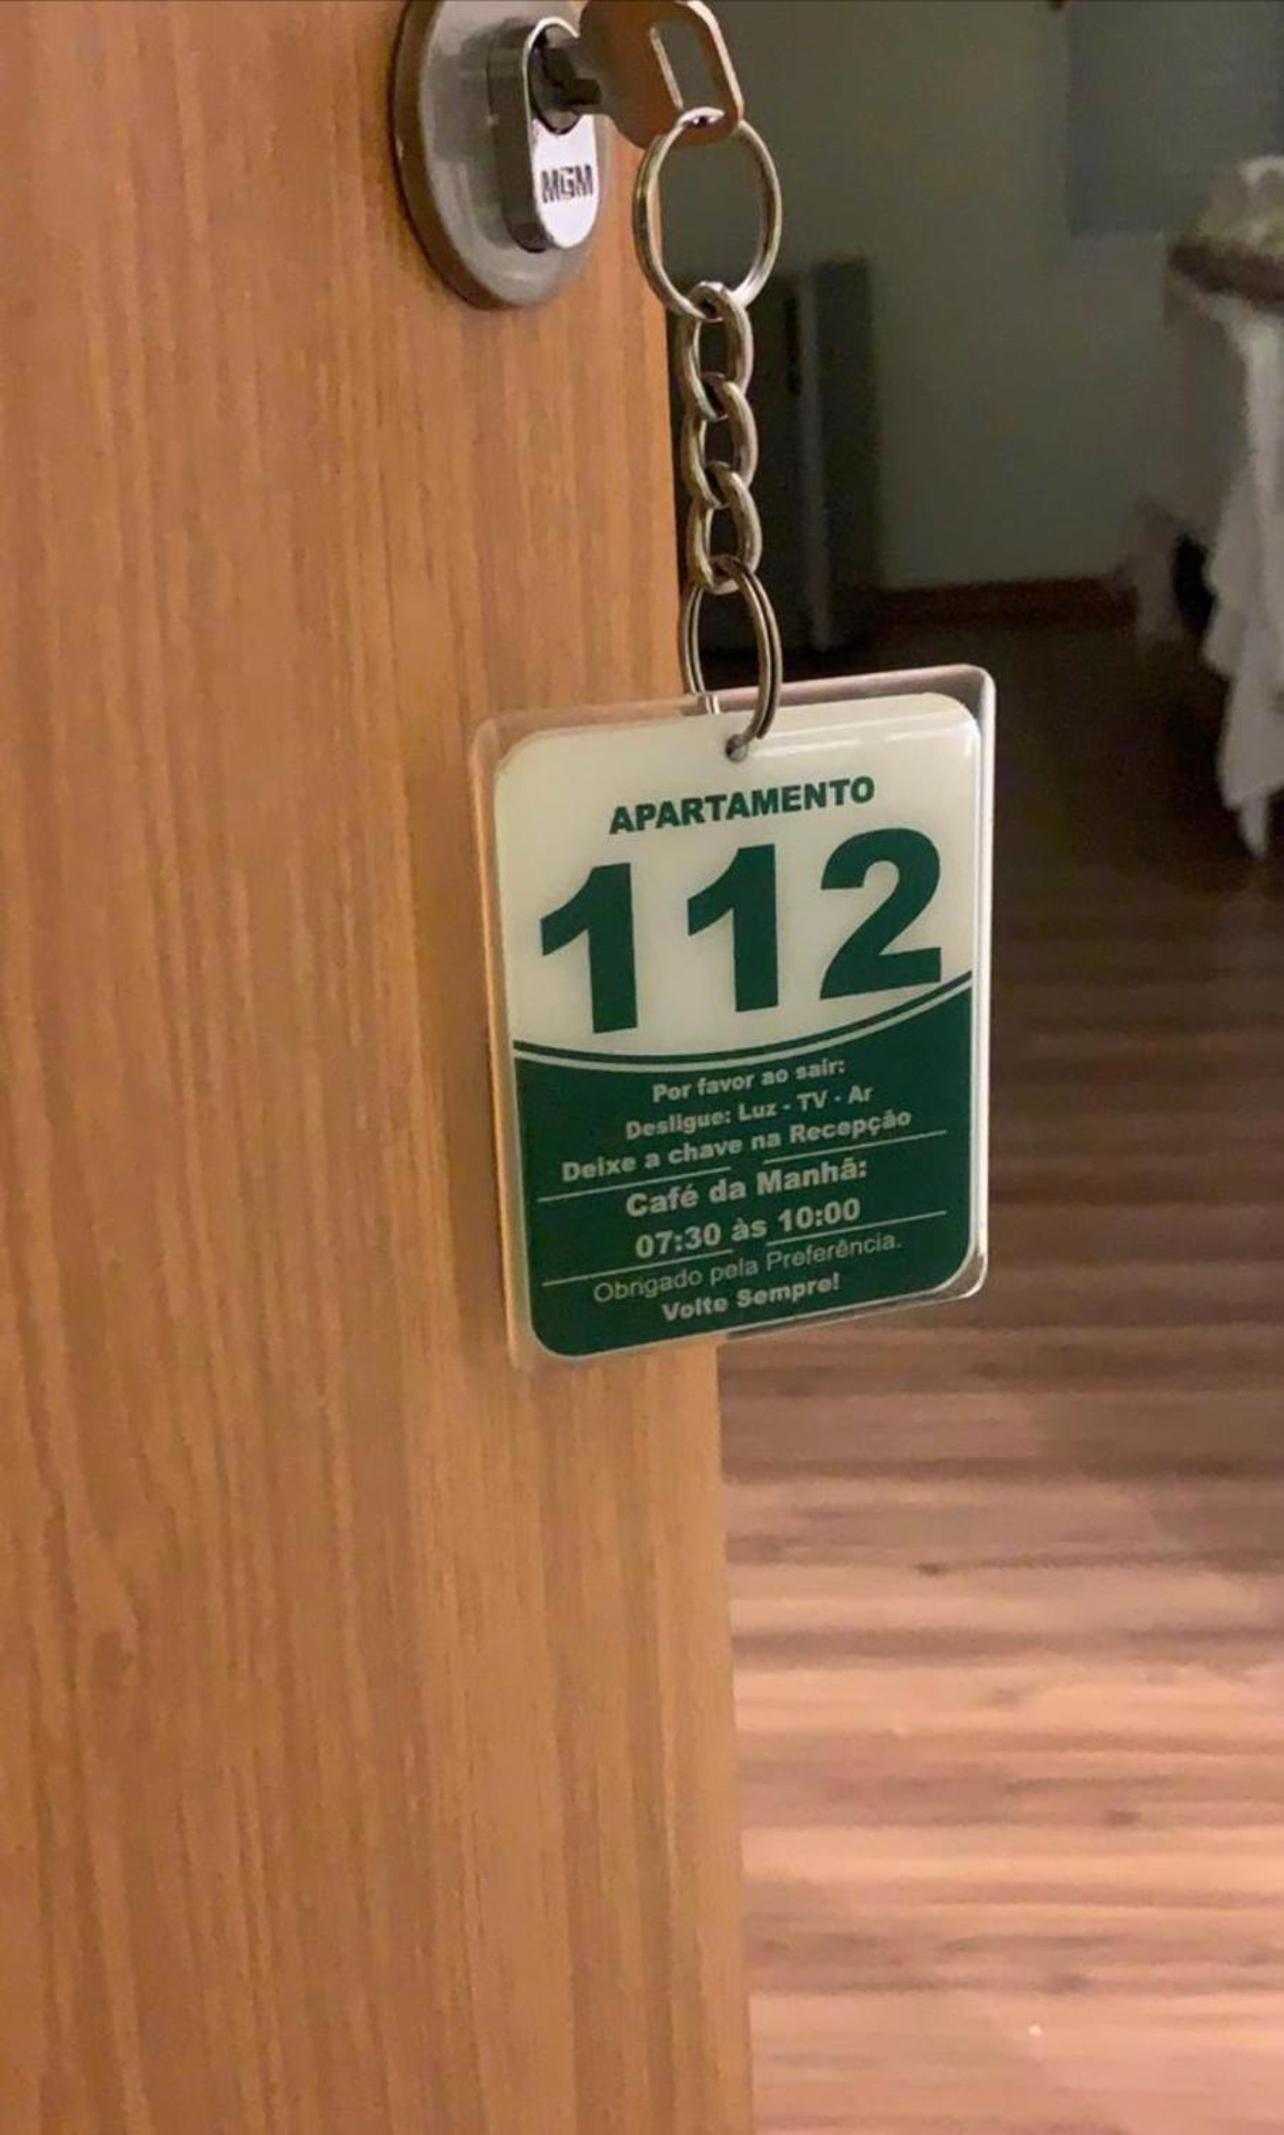 MGM
APARTAMENTO
112
Por favor ao sair:
Desligue: Luz - TV - Ar
Deixe a chave na Recepção
Café da Manhã:
07:30 às 10:00
Obrigado pela Preferência.
Volte Sempre!